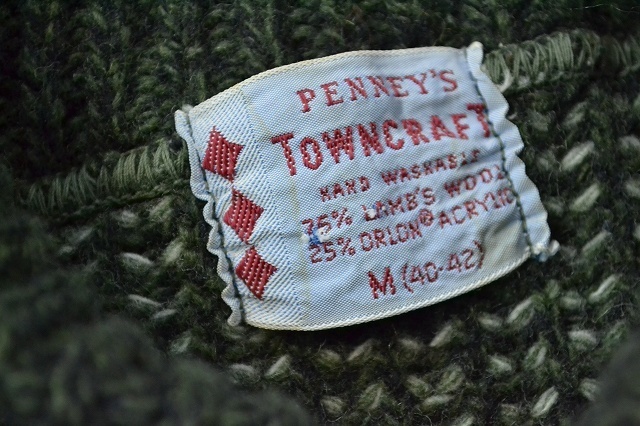 PENNEY'S
TOWNCRAFT
HAND WASHABLE
75% LAMB'S WOOL
25% ORLON® ACRYLIC
M (40-42)